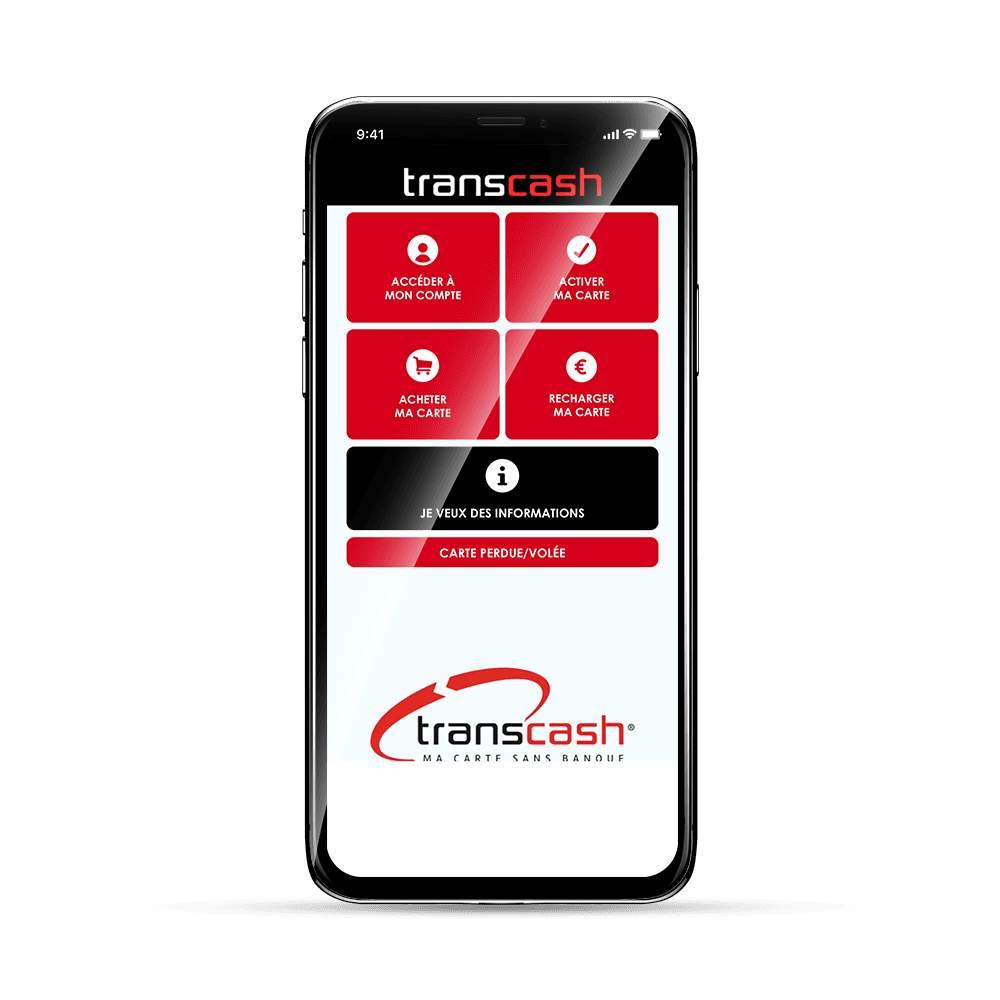 9:41
transcash
ACCÉDER À
MON COMPTE
ACTIVER
MA CARTE
ACHETER
MA CARTE
RECHARGER
MA CARTE
JE VEUX DES INFORMATIONS
CARTE PERDUE/VOLÉE
transcash®
MA CARTE SANS BANQUE